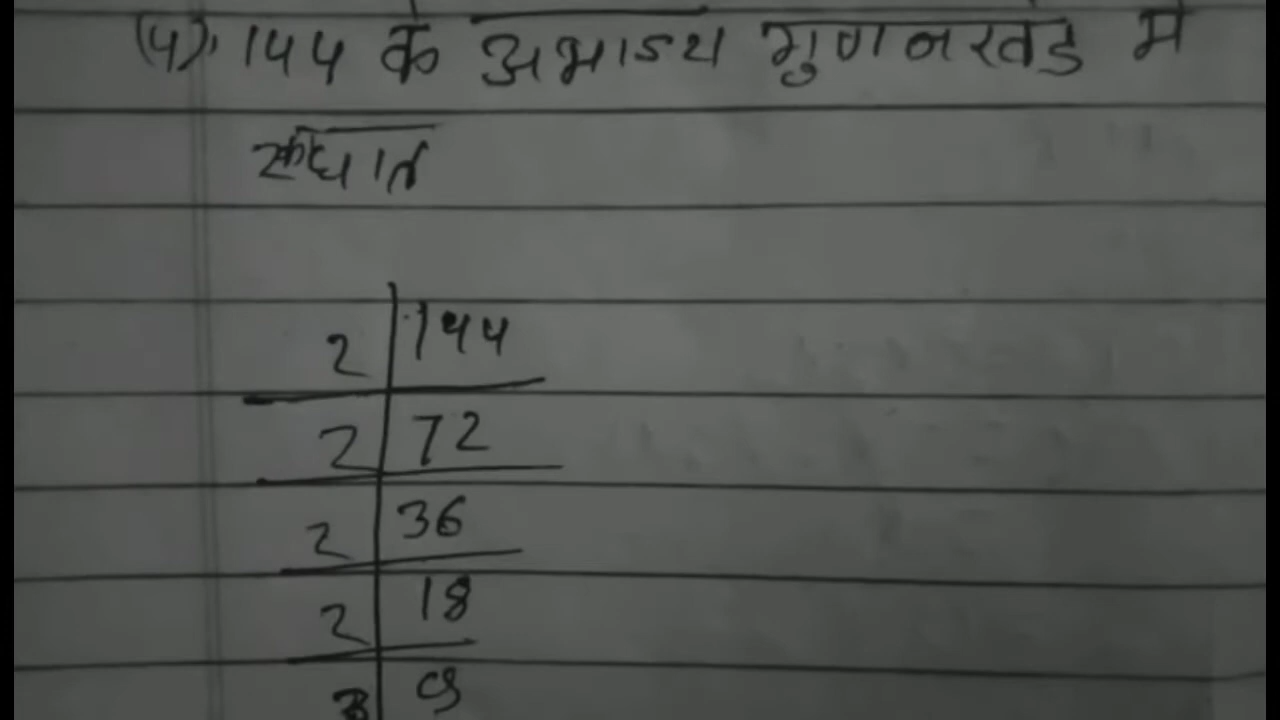 (4). 144 के अभाज्य गुणनखंड में
घात
2 | 144
2 | 72
2 | 36
2 | 18
3 | 9